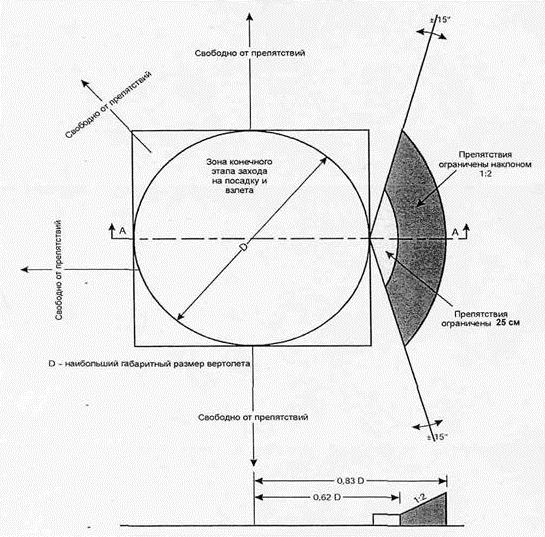 ± 15"
Свободно от препятствий
Свободно от препятствий
Зона конечного
этапа захода
на посадку и
взлета
Препятствия
ограничены наклоном
1:2
A
A
D
Свободно от препятствий
Препятствия
ограничены 25 см
D – наибольший габаритный размер вертолета
Свободно от препятствий
± 15"
0,83 D
0,62 D
1:2